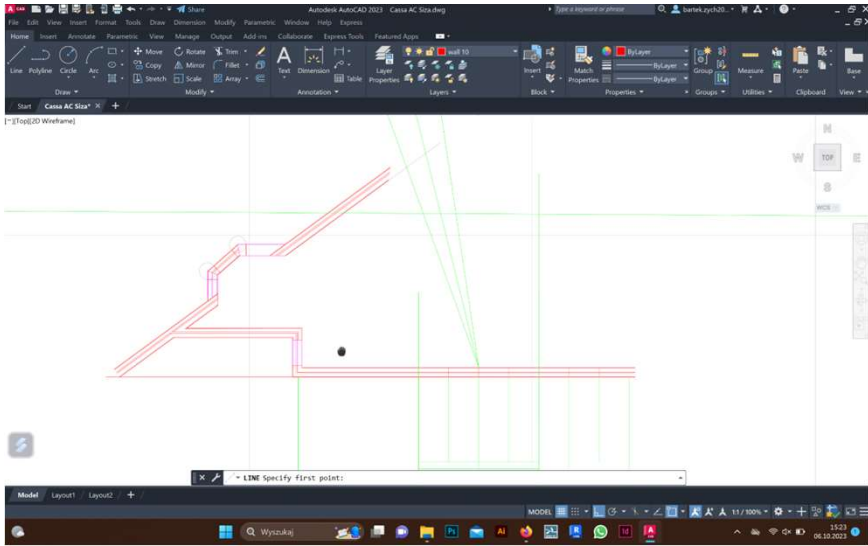 Share Autodesk AutoCAD 2023 Cassa AC Siza.dwg Type a keyword or phrase bartek.zych20...
File Edit View Insert Format Tools Draw Dimension Modify Parametric Window Help Express
Home Insert Annotate Parametric View Manage Output Add-ins Collaborate Express Tools Featured Apps
Line Polyline Circle Arc Move Rotate Trim Copy Mirror Fillet Stretch Scale Array Text Dimension Table Layer Properties wall 10 Insert Match Properties ByLayer ByLayer ByLayer Group Measure Paste Base
Draw Modify Annotation Layers Block Properties Groups Utilities Clipboard View
Start Cassa AC Siza* +
[−][Top][2D Wireframe]
N
W TOP E
S
WCS
LINE Specify first point:
Model Layout1 Layout2 +
MODEL 1:1 / 100%
Wyszukaj
15:23
06.10.2023